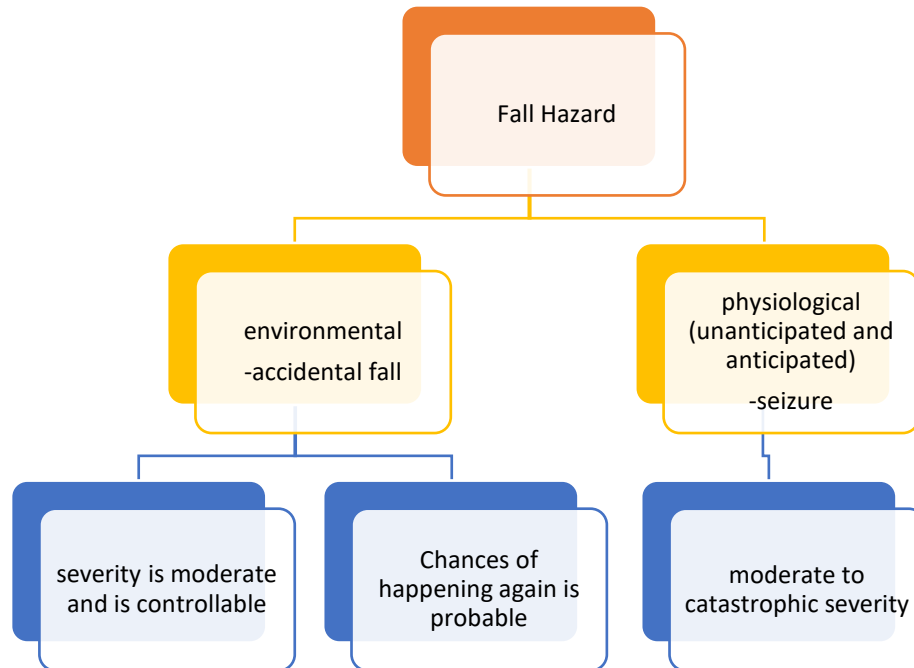 Fall Hazard
environmental
-accidental fall
physiological
(unanticipated and
anticipated)
-seizure
severity is moderate
and is controllable
Chances of
happening again is
probable
moderate to
catastrophic severity